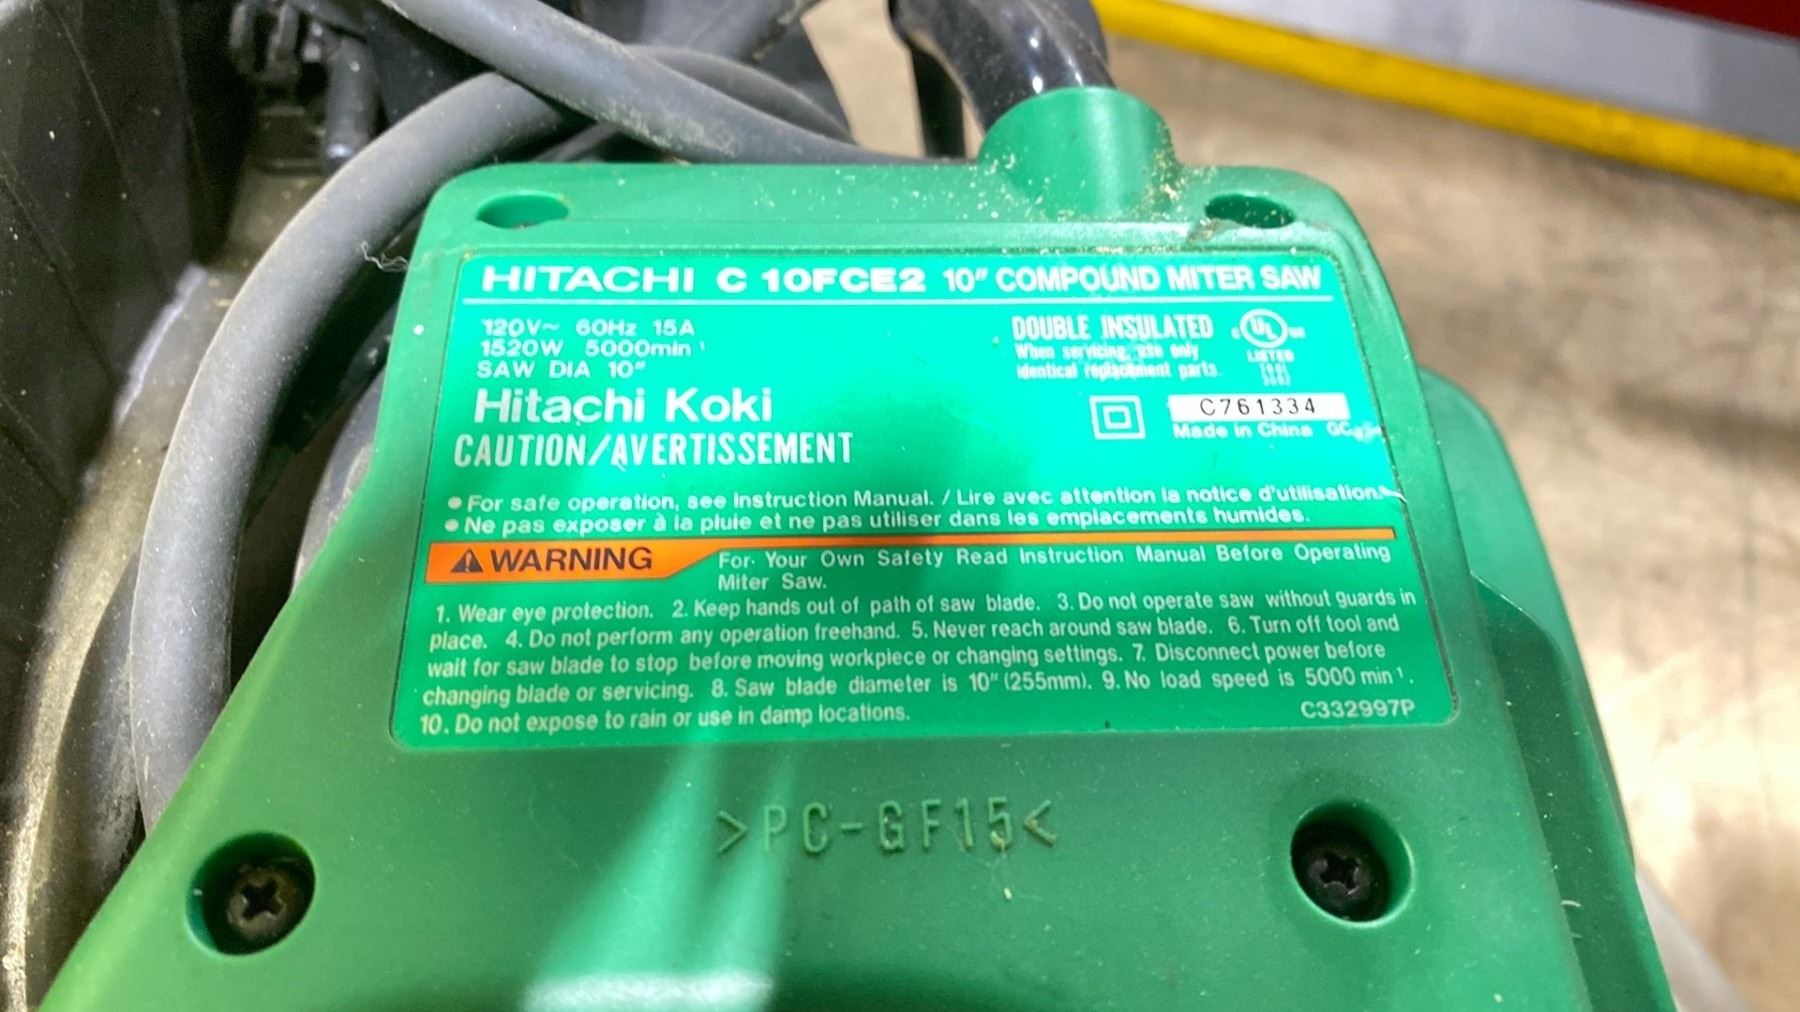 HITACHI C 10FCE2 10" COMPOUND MITER SAW
120V~ 60Hz 15A
1520W 5000min⁻¹
SAW DIA 10"
DOUBLE INSULATED
When servicing, use only
identical replacement parts.
C UL US
LISTED
Hitachi Koki
C761334
Made in China
CAUTION/AVERTISSEMENT
• For safe operation, see Instruction Manual. / Lire avec attention la notice d'utilisation.
• Ne pas exposer à la pluie et ne pas utiliser dans les emplacements humides.
⚠ WARNING
For Your Own Safety Read Instruction Manual Before Operating
Miter Saw.
1. Wear eye protection. 2. Keep hands out of path of saw blade. 3. Do not operate saw without guards in
place. 4. Do not perform any operation freehand. 5. Never reach around saw blade. 6. Turn off tool and
wait for saw blade to stop before moving workpiece or changing settings. 7. Disconnect power before
changing blade or servicing. 8. Saw blade diameter is 10" (255mm). 9. No load speed is 5000 min⁻¹.
10. Do not expose to rain or use in damp locations.
C332997P
>PC-GF15<